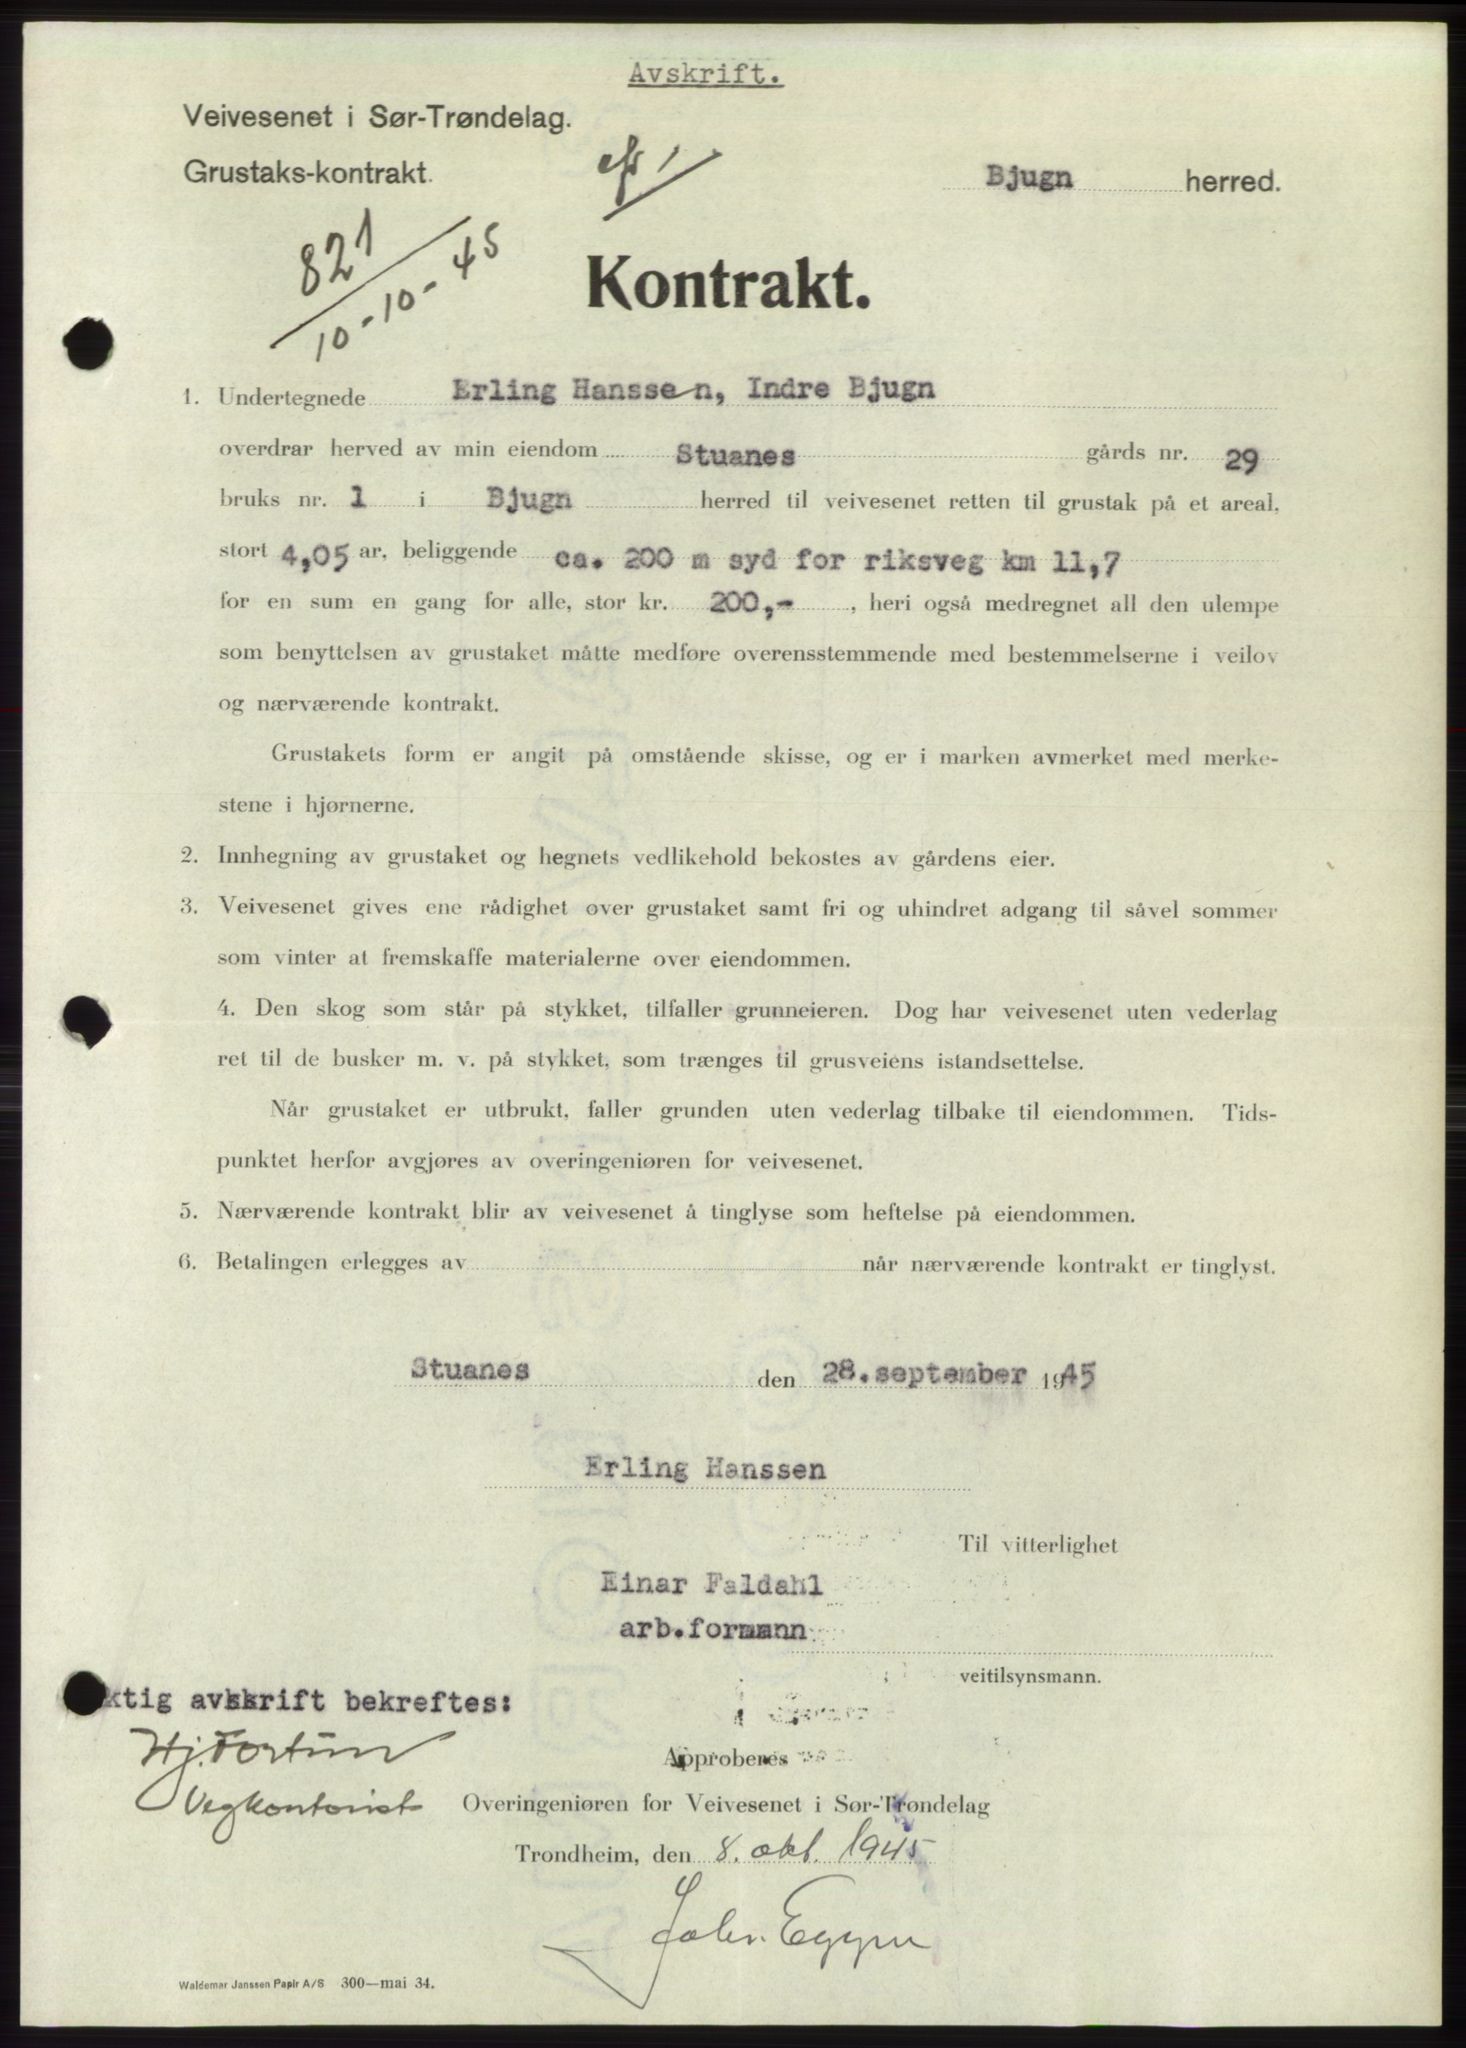 Avskrift.
Veivesenet i Sør-Trøndelag.
Grustaks-kontrakt.
Bjugn herred.
821
10-10-45
Kontrakt.
1. Undertegnede Erling Hanssen, Indre Bjugn
overdrar herved av min eiendom Stuanes gårds nr. 29
bruks nr. 1 i Bjugn herred til veivesenet retten til grustak på et areal,
stort 4,05 ar, beliggende ca. 200 m syd for riksveg km 11,7
for en sum en gang for alle, stor kr. 200,- , heri også medregnet all den ulempe
som benyttelsen av grustaket måtte medføre overensstemmende med bestemmelserne i veilov
og nærværende kontrakt.
Grustakets form er angit på omstående skisse, og er i marken avmerket med merke-
stene i hjørnerne.
2. Innhegning av grustaket og hegnets vedlikehold bekostes av gårdens eier.
3. Veivesenet gives ene rådighet over grustaket samt fri og uhindret adgang til såvel sommer
som vinter at fremskaffe materialerne over eiendommen.
4. Den skog som står på stykket, tilfaller grunneieren. Dog har veivesenet uten vederlag
ret til de busker m. v. på stykket, som trænges til grusveiens istandsettelse.
Når grustaket er utbrukt, faller grunden uten vederlag tilbake til eiendommen. Tids-
punktet herfor avgjøres av overingeniøren for veivesenet.
5. Nærværende kontrakt blir av veivesenet å tinglyse som heftelse på eiendommen.
6. Betalingen erlegges av når nærværende kontrakt er tinglyst.
Stuanes den 28.september 1945
Erling Hanssen
Til vitterlighet
Einar Faldahl
arb.formann
veitilsynsmann.
ktig avskrift bekreftes:
Hj. Fortun
Vegkontorist
Approberes
Overingeniøren for Veivesenet i Sør-Trøndelag
Trondheim, den 8. okt. 1945
John Eggen
Waldemar Janssen Papir A/S 300—mai 34.